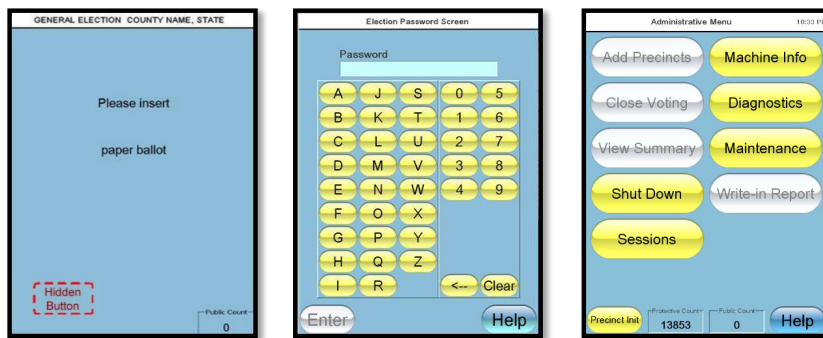 GENERAL ELECTION COUNTY NAME, STATE
Please insert
paper ballot
Hidden
Button
Public Count
0
Election Password Screen
Password
A J S 0 5
B K T 1 6
C L U 2 7
D M V 3 8
E N W 4 9
F O X
G P Y
H Q Z
I R <-- Clear
Enter Help
Administrative Menu
Add Precincts Machine Info
Close Voting Diagnostics
View Summary Maintenance
Shut Down Write-in Report
Sessions
Precinct Init Protective Count Public Count Help
13853 0